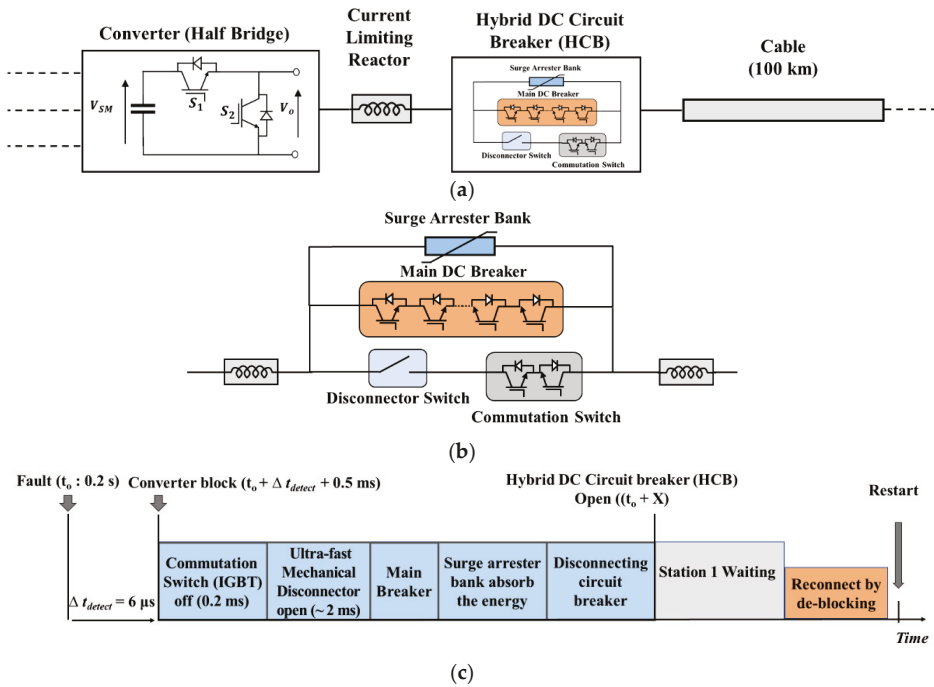 Converter (Half Bridge)
Current
Limiting
Reactor
Hybrid DC Circuit
Breaker (HCB)
Cable
(100 km)
V_SM
S_1
S_2
V_o
Surge Arrester Bank
Main DC Breaker
Disconnector Switch
Commutation Switch
(a)
Surge Arrester Bank
Main DC Breaker
Disconnector Switch
Commutation Switch
(b)
Fault (t_o : 0.2 s)
Converter block (t_o + Δ t_detect + 0.5 ms)
Hybrid DC Circuit breaker (HCB)
Open ((t_o + X)
Restart
Δ t_detect = 6 μs
Commutation
Switch (IGBT)
off (0.2 ms)
Ultra-fast
Mechanical
Disconnector
open (~ 2 ms)
Main
Breaker
Surge arrester
bank absorb
the energy
Disconnecting
circuit
breaker
Station 1 Waiting
Reconnect by
de-blocking
Time
(c)